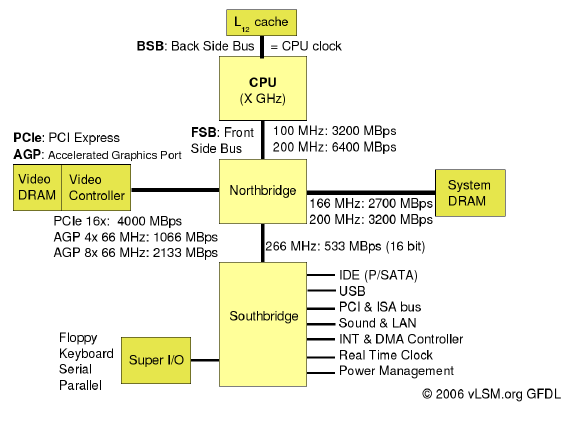 L12 cache
BSB: Back Side Bus = CPU clock
CPU
(X GHz)
FSB: Front
Side Bus
100 MHz: 3200 MBps
200 MHz: 6400 MBps
PCIe: PCI Express
AGP: Accelerated Graphics Port
Video
DRAM
Video
Controller
Northbridge
System
DRAM
166 MHz: 2700 MBps
200 MHz: 3200 MBps
PCIe 16x: 4000 MBps
AGP 4x 66 MHz: 1066 MBps
AGP 8x 66 MHz: 2133 MBps
266 MHz: 533 MBps (16 bit)
Southbridge
IDE (P/SATA)
USB
PCI & ISA bus
Sound & LAN
INT & DMA Controller
Real Time Clock
Power Management
Floppy
Keyboard
Serial
Parallel
Super I/O
© 2006 vLSM.org GFDL